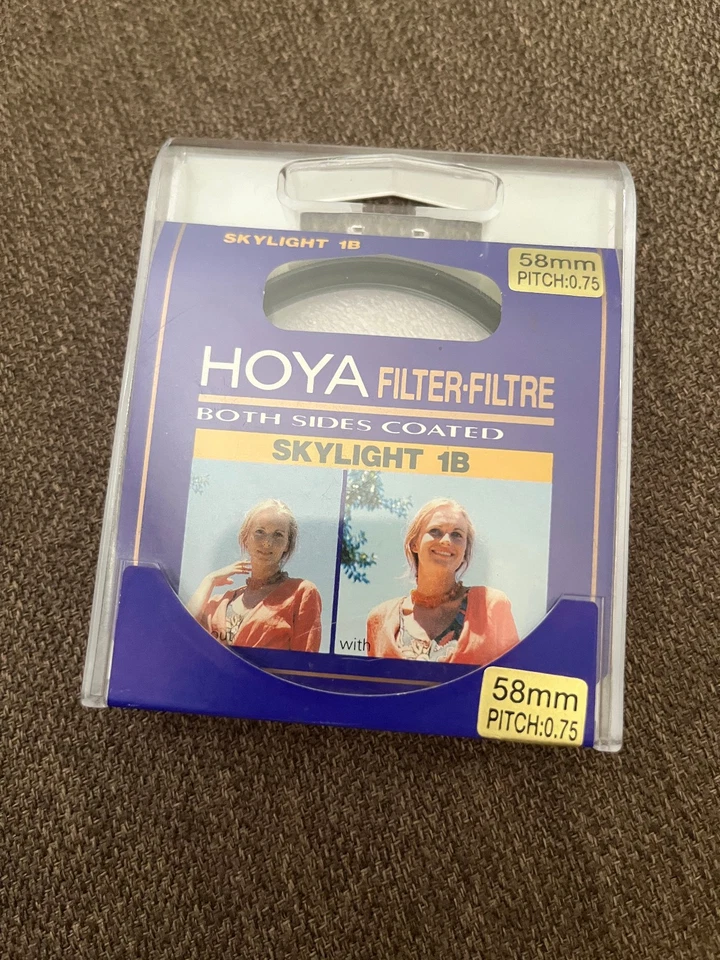 SKYLIGHT 1B
58mm
PITCH:0.75
HOYA FILTER·FILTRE
BOTH SIDES COATED
SKYLIGHT 1B
out
with
58mm
PITCH:0.75